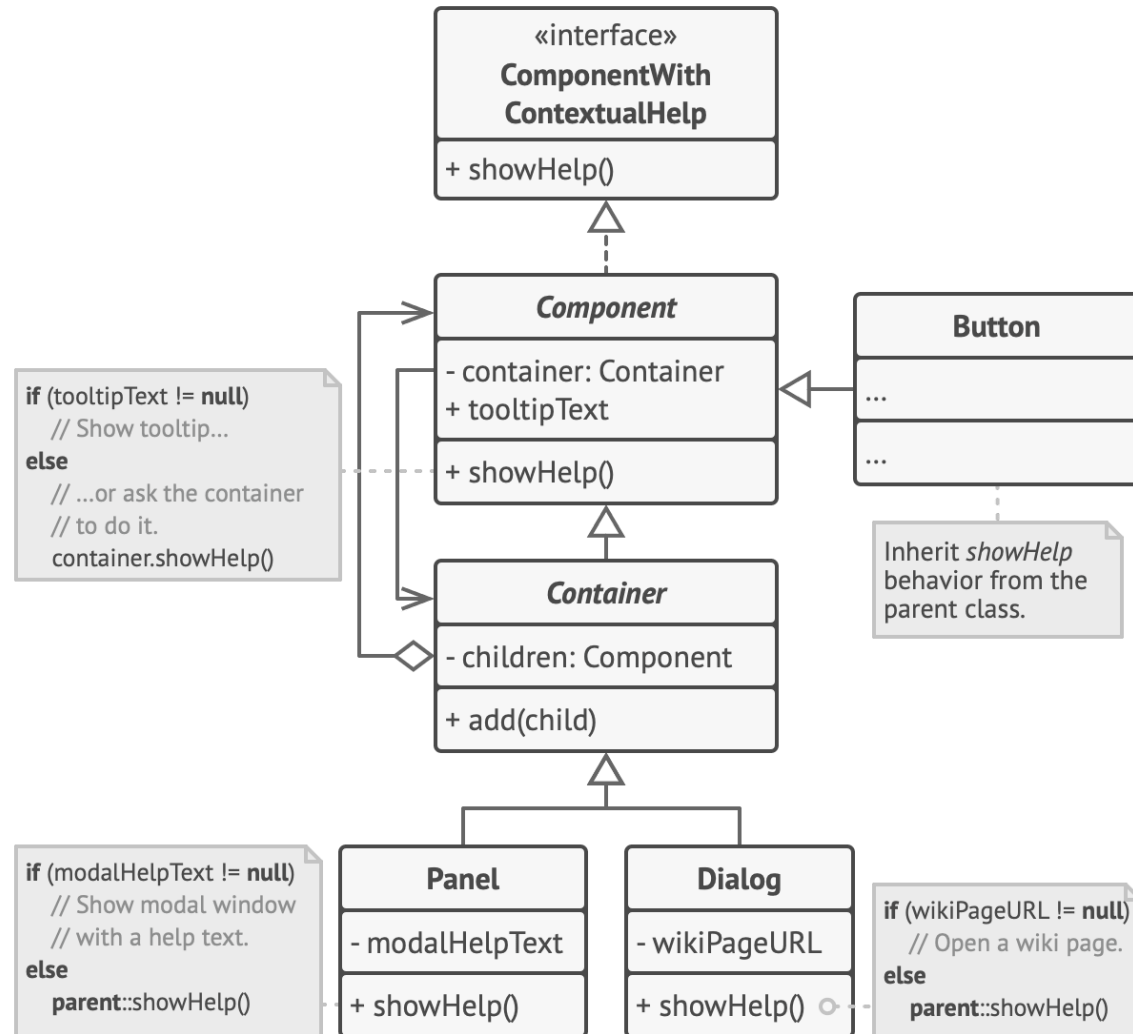 «interface»
ComponentWith
ContextualHelp
+ showHelp()
Component
- container: Container
+ tooltipText
+ showHelp()
Button
...
...
if (tooltipText != null)
// Show tooltip...
else
// ...or ask the container
// to do it.
container.showHelp()
Inherit showHelp
behavior from the
parent class.
Container
- children: Component
+ add(child)
if (modalHelpText != null)
// Show modal window
// with a help text.
else
parent::showHelp()
Panel
- modalHelpText
+ showHelp()
Dialog
- wikiPageURL
+ showHelp()
if (wikiPageURL != null)
// Open a wiki page.
else
parent::showHelp()